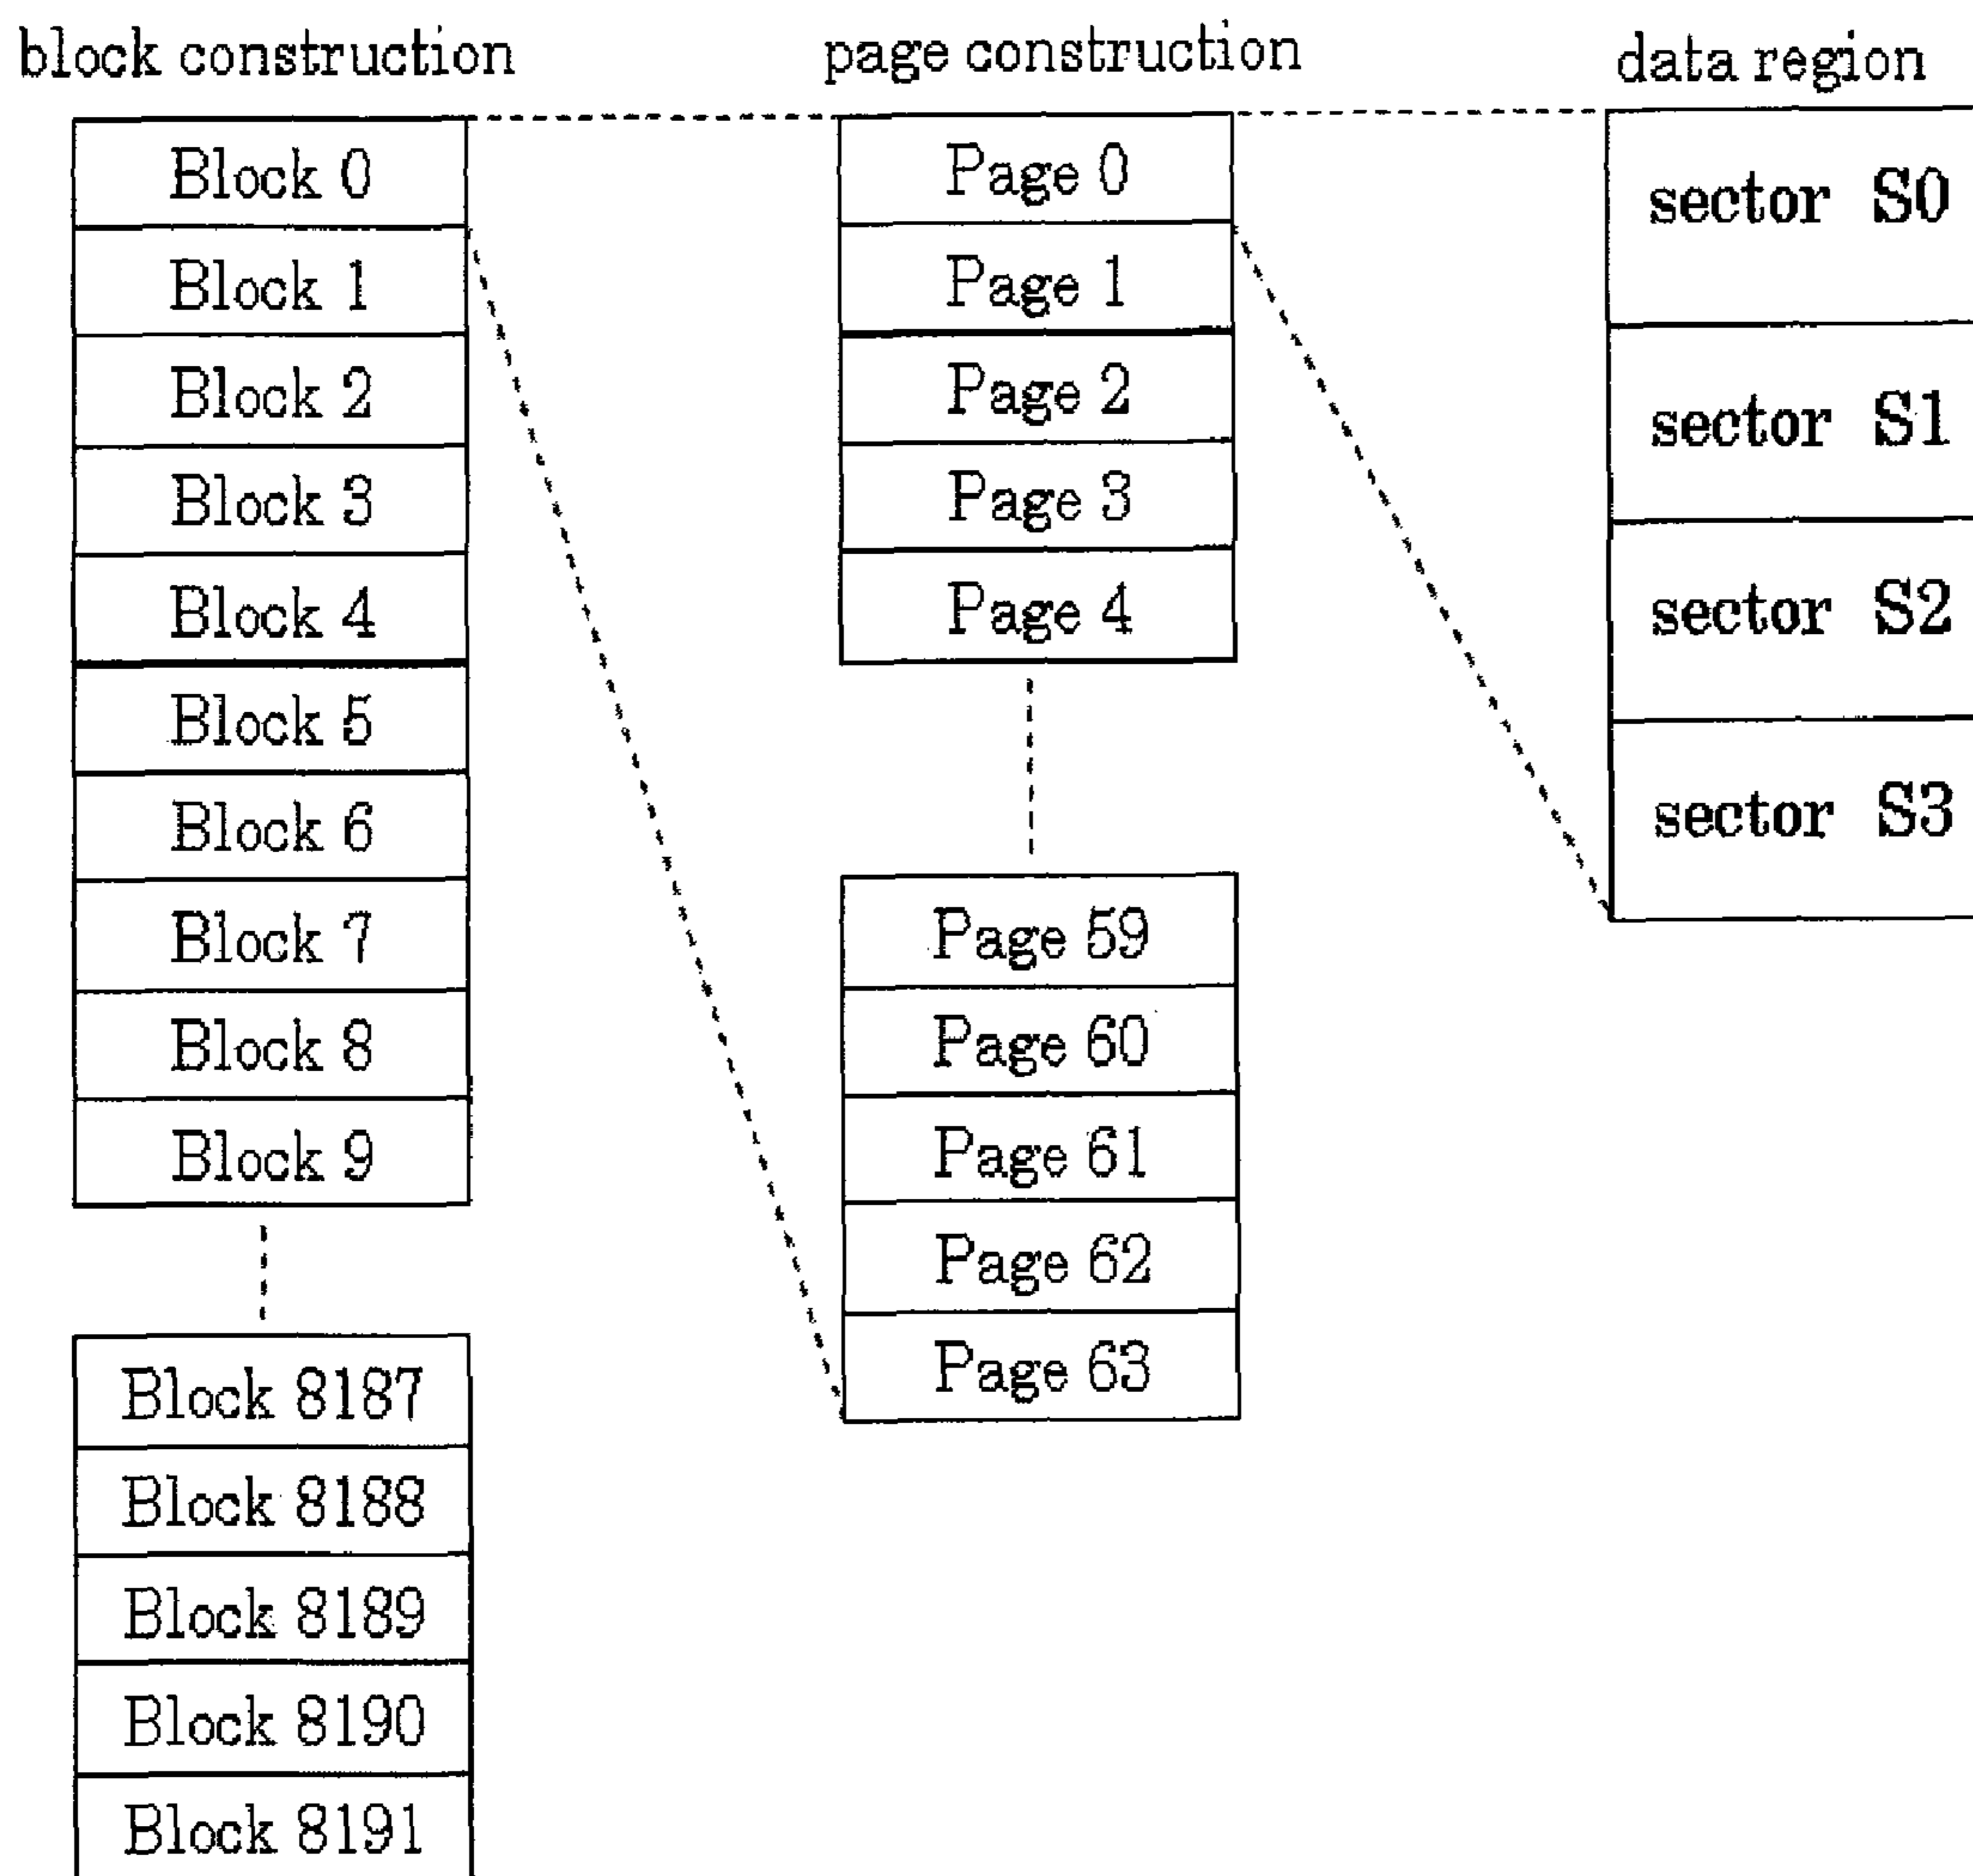 block construction
Block 0
Block 1
Block 2
Block 3
Block 4
Block 5
Block 6
Block 7
Block 8
Block 9
Block 8187
Block 8188
Block 8189
Block 8190
Block 8191
page construction
Page 0
Page 1
Page 2
Page 3
Page 4
Page 59
Page 60
Page 61
Page 62
Page 63
data region
sector S0
sector S1
sector S2
sector S3